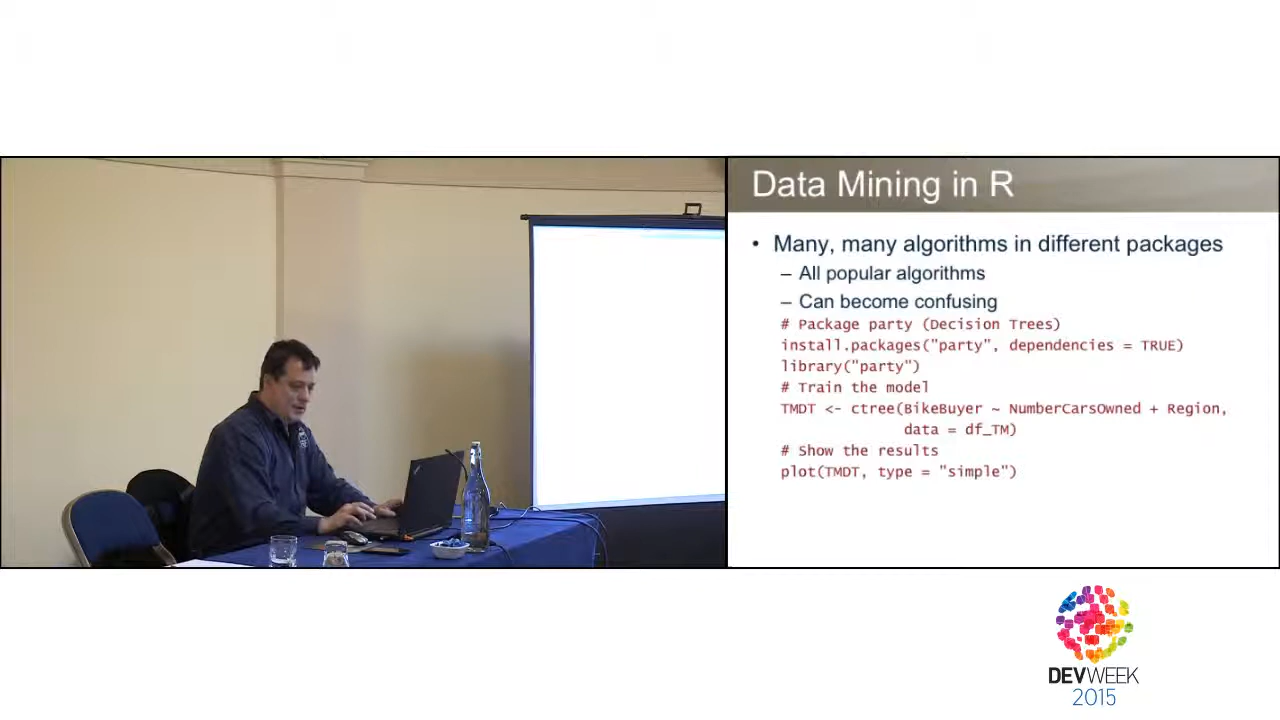 Data Mining in R
• Many, many algorithms in different packages
– All popular algorithms
– Can become confusing
# Package party (Decision Trees)
install.packages("party", dependencies = TRUE)
library("party")
# Train the model
TMDT <- ctree(BikeBuyer ~ NumberCarsOwned + Region,
data = df_TM)
# Show the results
plot(TMDT, type = "simple")
DEVWEEK
2015